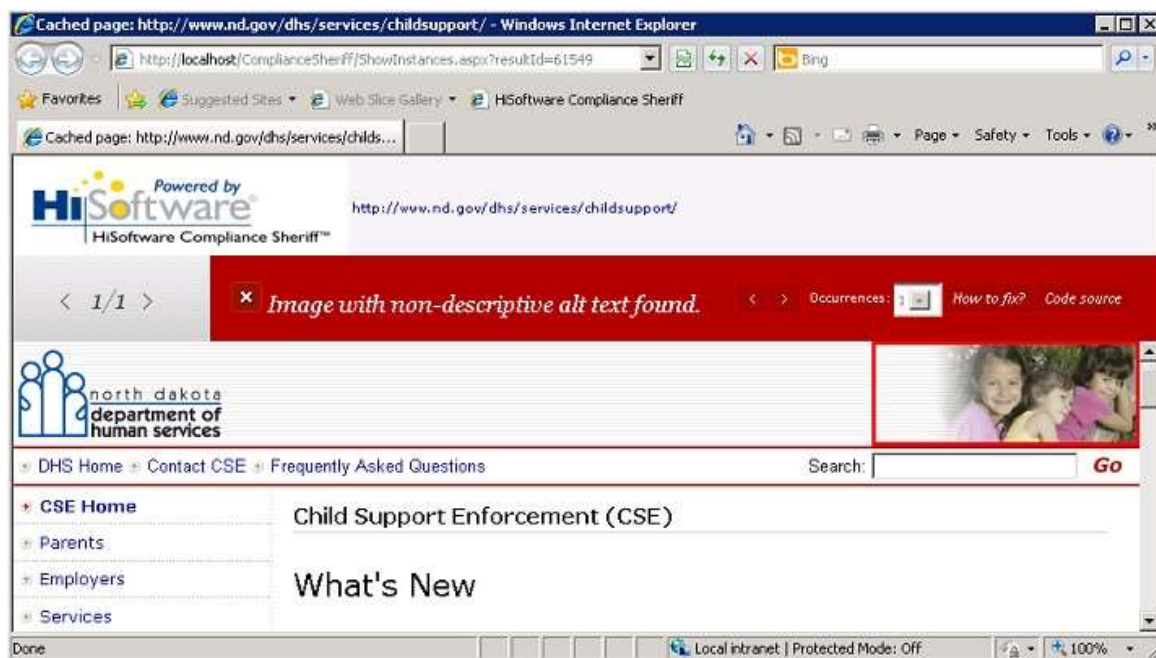 Cached page: http://www.nd.gov/dhs/services/childsupport/ - Windows Internet Explorer
http://localhost/ComplianceSheriff/ShowInstances.aspx?resultId=61549 Bing
Favorites Suggested Sites Web Slice Gallery HiSoftware Compliance Sheriff
Cached page: http://www.nd.gov/dhs/services/childs... Page Safety Tools »
Powered by
HiSoftware®
HiSoftware Compliance Sheriff™
http://www.nd.gov/dhs/services/childsupport/
< 1/1 > Image with non-descriptive alt text found. < > Occurrences: 1 How to fix? Code source
north dakota
department of
human services
DHS Home Contact CSE Frequently Asked Questions Search: Go
CSE Home
Parents
Employers
Services
Child Support Enforcement (CSE)
What's New
Done Local intranet | Protected Mode: Off 100%